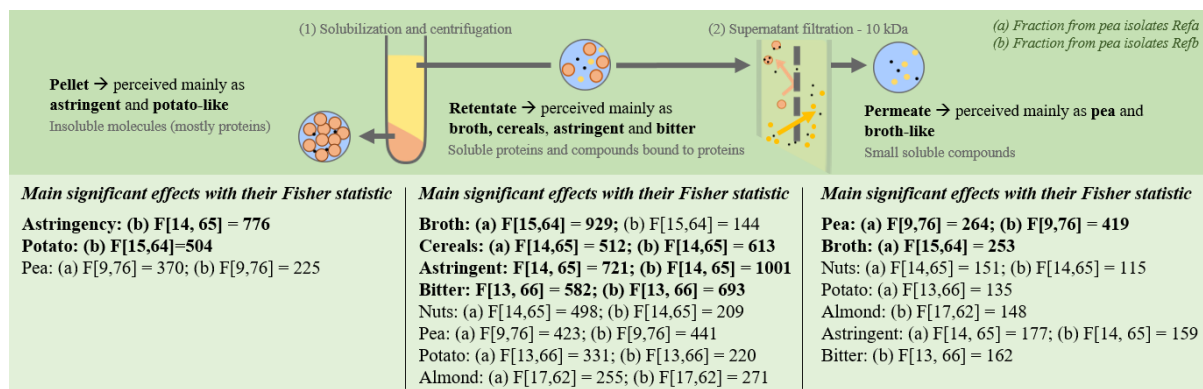 (1) Solubilization and centrifugation
(2) Supernatant filtration - 10 kDa
(a) Fraction from pea isolates Refa
(b) Fraction from pea isolates Refb
Pellet → perceived mainly as
astringent and potato-like
Insoluble molecules (mostly proteins)
Retentate → perceived mainly as
broth, cereals, astringent and bitter
Soluble proteins and compounds bound to proteins
Permeate → perceived mainly as pea and
broth-like
Small soluble compounds
Main significant effects with their Fisher statistic
Astringency: (b) F[14, 65] = 776
Potato: (b) F[15,64]=504
Pea: (a) F[9,76] = 370; (b) F[9,76] = 225
Main significant effects with their Fisher statistic
Broth: (a) F[15,64] = 929; (b) F[15,64] = 144
Cereals: (a) F[14,65] = 512; (b) F[14,65] = 613
Astringent: F[14, 65] = 721; (b) F[14, 65] = 1001
Bitter: F[13, 66] = 582; (b) F[13, 66] = 693
Nuts: (a) F[14,65] = 498; (b) F[14,65] = 209
Pea: (a) F[9,76] = 423; (b) F[9,76] = 441
Potato: (a) F[13,66] = 331; (b) F[13,66] = 220
Almond: (a) F[17,62] = 255; (b) F[17,62] = 271
Main significant effects with their Fisher statistic
Pea: (a) F[9,76] = 264; (b) F[9,76] = 419
Broth: (a) F[15,64] = 253
Nuts: (a) F[14,65] = 151; (b) F[14,65] = 115
Potato: (a) F[13,66] = 135
Almond: (b) F[17,62] = 148
Astringent: (a) F[14, 65] = 177; (b) F[14, 65] = 159
Bitter: (b) F[13, 66] = 162